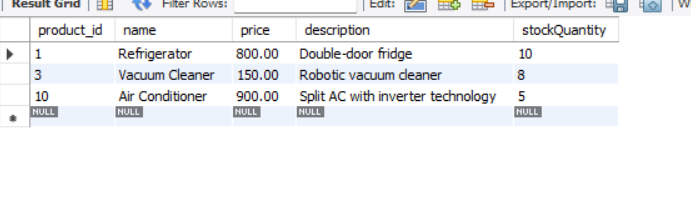 Result Grid Filter Rows: Edit: Export/Import: W
product_id name price description stockQuantity
1 Refrigerator 800.00 Double-door fridge 10
3 Vacuum Cleaner 150.00 Robotic vacuum cleaner 8
10 Air Conditioner 900.00 Split AC with inverter technology 5
NULL NULL NULL NULL NULL